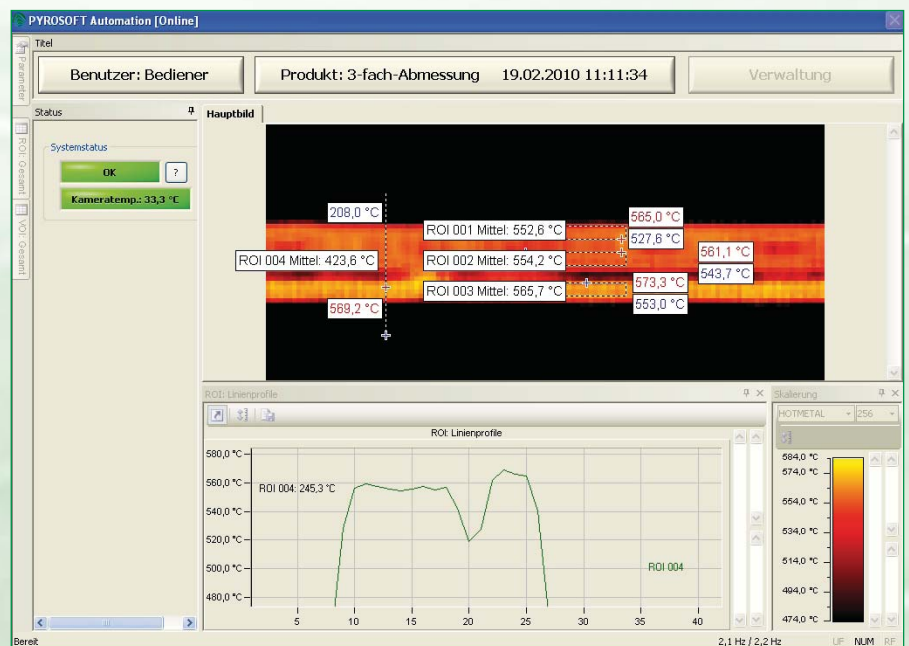 PYROSOFT Automation [Online]
Titel
Benutzer: Bediener
Produkt: 3-fach-Abmessung 19.02.2010 11:11:34
Verwaltung
Parameter
ROI: Gesamt
VOI: Gesamt
Status
Systemstatus
OK
?
Kameratemp.: 33,3 °C
Hauptbild
208,0 °C
565,0 °C
ROI 001 Mittel: 552,6 °C
527,6 °C
561,1 °C
ROI 004 Mittel: 423,6 °C
ROI 002 Mittel: 554,2 °C
543,7 °C
573,3 °C
ROI 003 Mittel: 565,7 °C
553,0 °C
569,2 °C
ROI: Linienprofile
ROI: Linienprofile
580,0 °C
560,0 °C
540,0 °C
520,0 °C
500,0 °C
480,0 °C
ROI 004: 245,3 °C
ROI 004
5 10 15 20 25 30 35 40
Skalierung
HOTMETAL 256
584,0 °C
574,0 °C
554,0 °C
534,0 °C
514,0 °C
494,0 °C
474,0 °C
Bereit
2,1 Hz / 2,2 Hz UF NUM RF